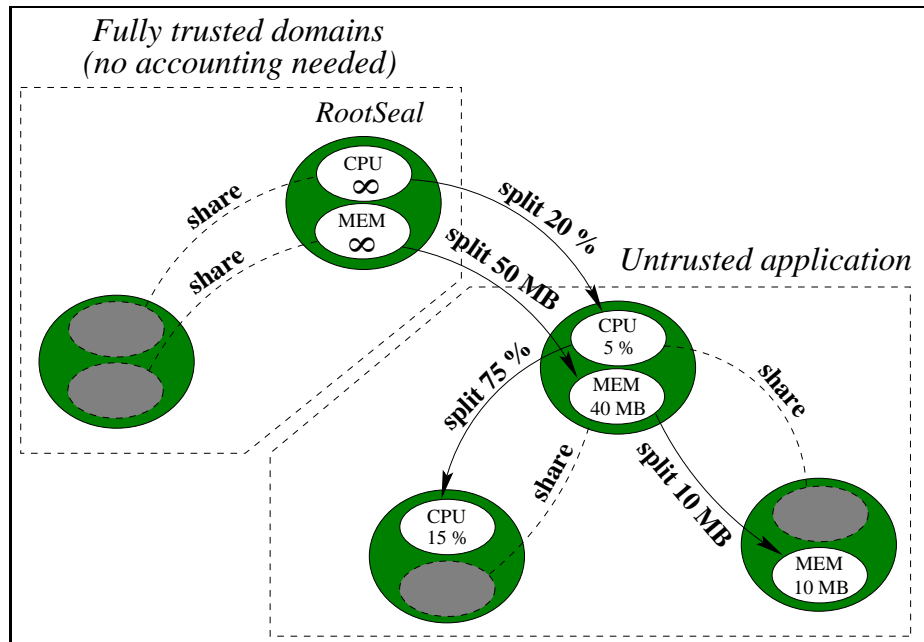 Fully trusted domains
(no accounting needed)
RootSeal
CPU
∞
MEM
∞
share
share
split 20 %
split 50 MB
Untrusted application
CPU
5 %
MEM
40 MB
split 75 %
share
share
split 10 MB
CPU
15 %
MEM
10 MB